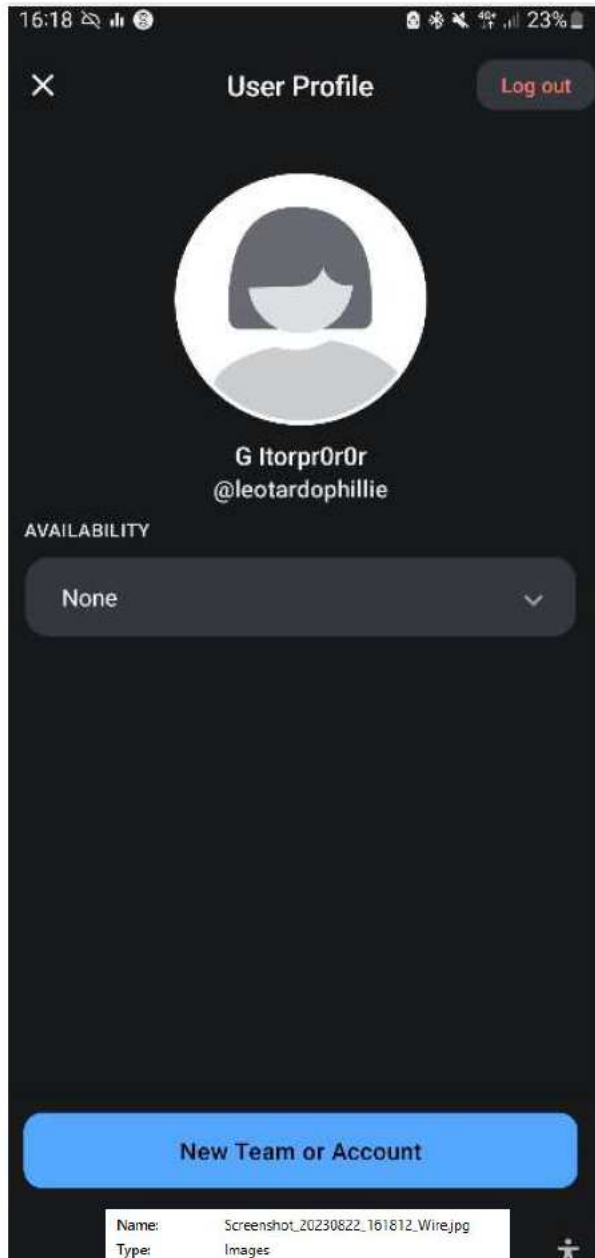 16:18 23%
User Profile Log out
G Itorpr0r0r
@leotardophillie
AVAILABILITY
None
New Team or Account
Name: Screenshot_20230822_161812_Wire.jpg
Type: Images